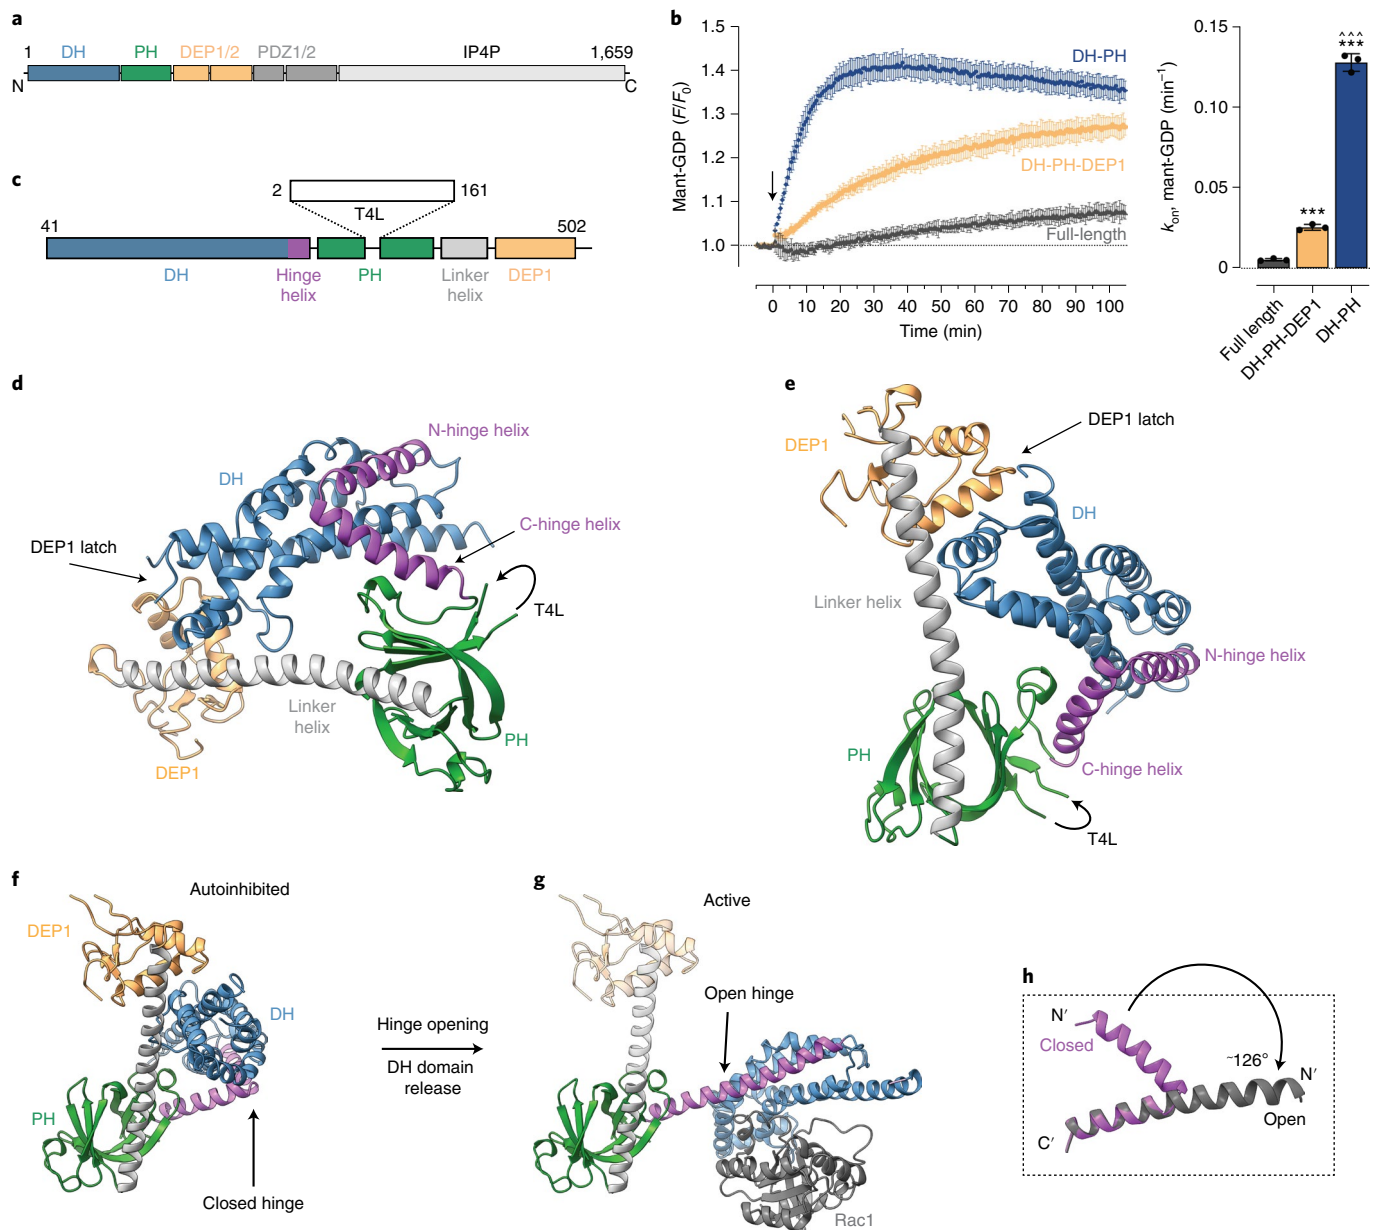 a
1 DH PH DEP1/2 PDZ1/2 IP4P 1,659
N C
b
Mant-GDP (F/F0)
1.5
1.4
1.3
1.2
1.1
1.0
DH-PH
DH-PH-DEP1
Full-length
0 10 20 30 40 50 60 70 80 90 100
Time (min)
kon, mant-GDP (min−1)
0.15
0.10
0.05
0
***
^^^
***
Full length
DH-PH-DEP1
DH-PH
c
2 161
T4L
41 502
DH Hinge helix PH Linker helix DEP1
d
N-hinge helix
DH
C-hinge helix
DEP1 latch
T4L
Linker helix
PH
DEP1
e
DEP1 latch
DEP1
DH
Linker helix
N-hinge helix
PH
C-hinge helix
T4L
f
Autoinhibited
DEP1
DH
PH
Closed hinge
Hinge opening
DH domain release
g
Active
Open hinge
Rac1
h
N′
Closed
~126°
N′
Open
C′